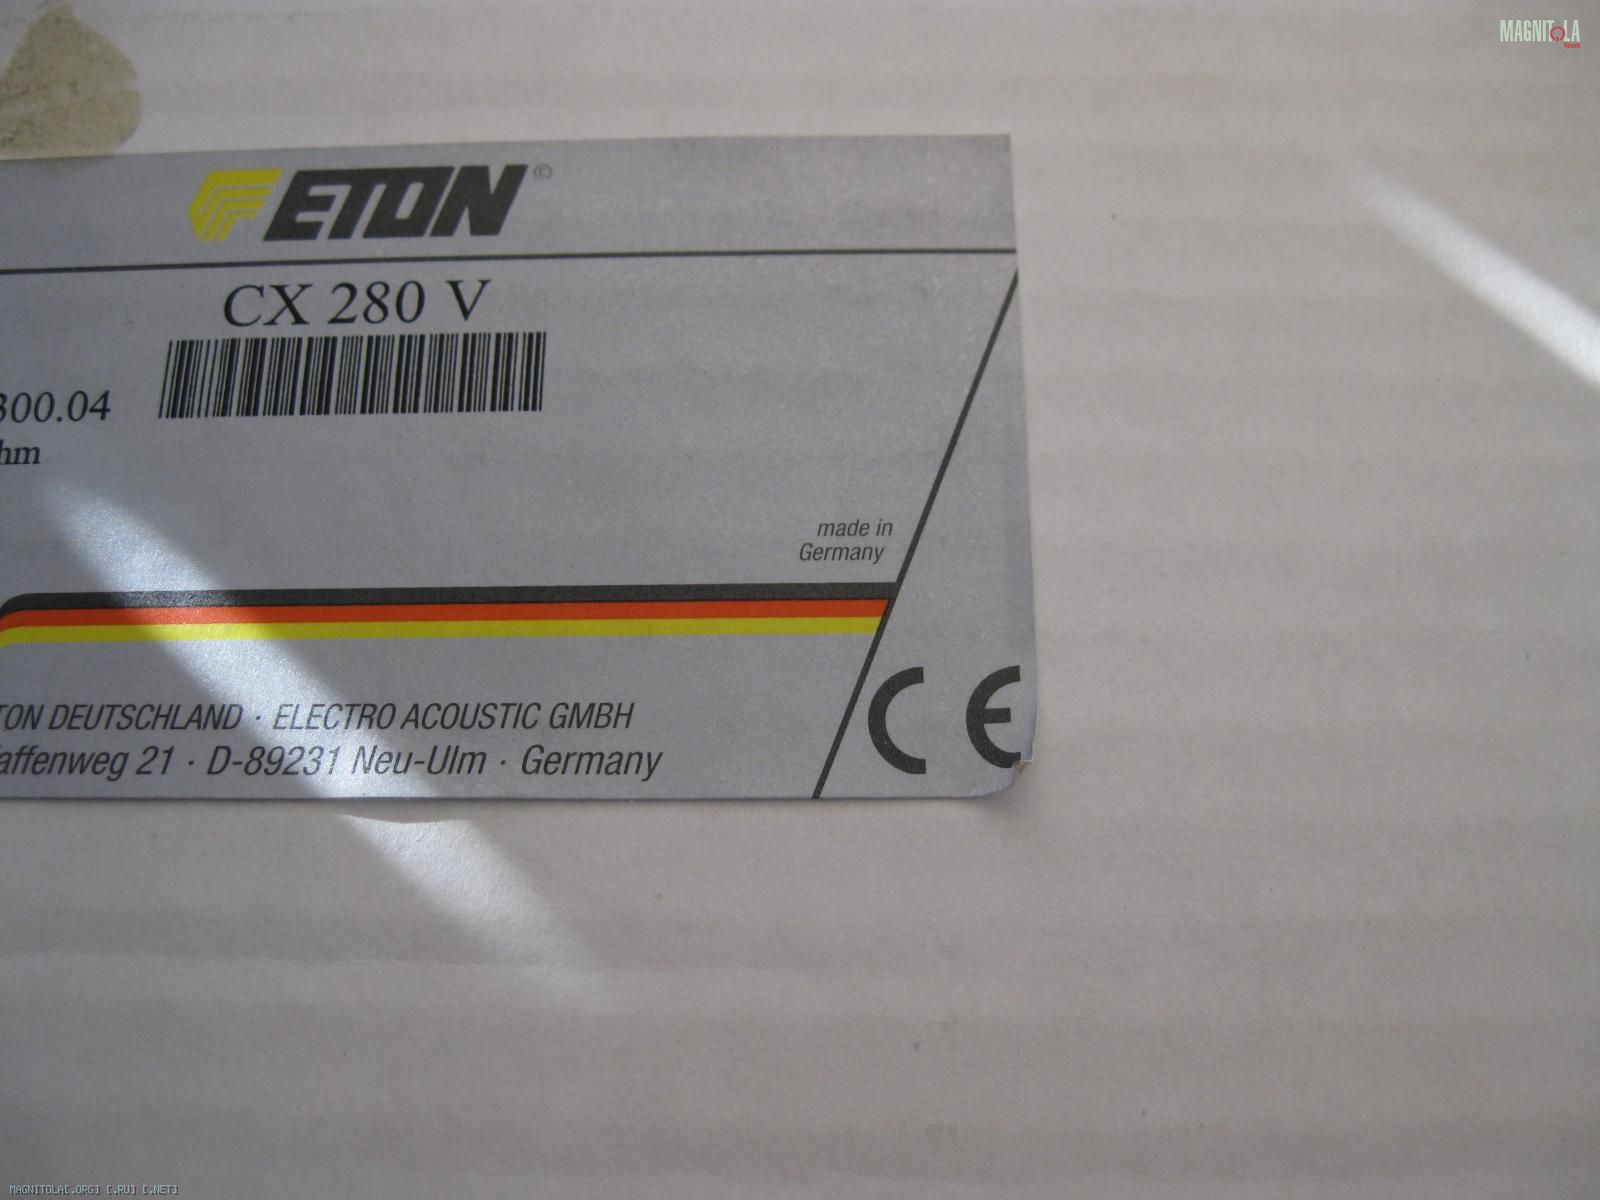 MAGNITOLA
Team
ETON©
CX 280 V
300.04
hm
made in
Germany
TON DEUTSCHLAND · ELECTRO ACOUSTIC GMBH
affenweg 21 · D-89231 Neu-Ulm · Germany
CE
MAGNITOLA[.ORG] [.RU] [.NET]